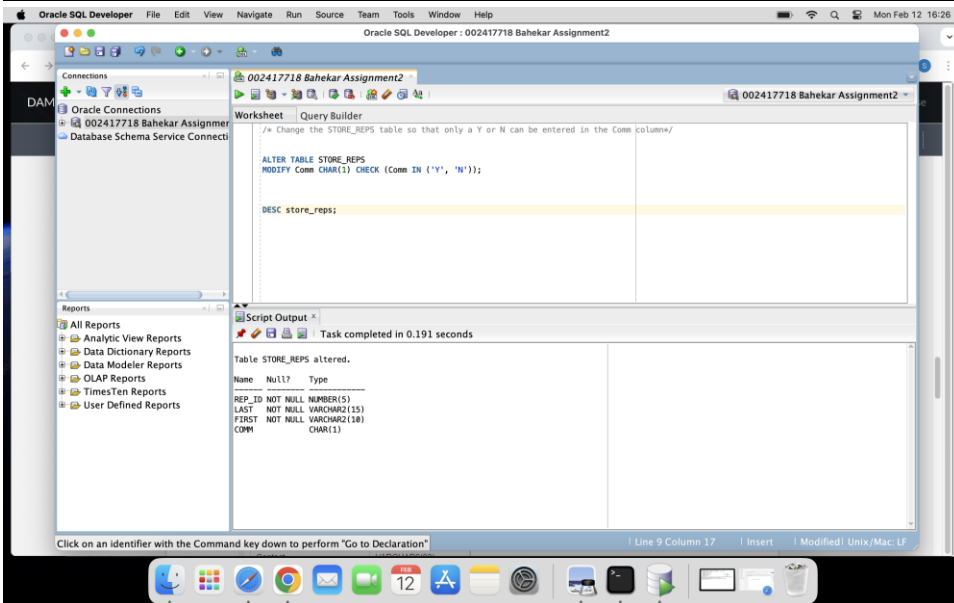 Oracle SQL Developer File Edit View Navigate Run Source Team Tools Window Help Mon Feb 12 16:26
Oracle SQL Developer : 002417718 Bahekar Assignment2
Connections
002417718 Bahekar Assignment2
DAM
Oracle Connections
002417718 Bahekar Assignmen
Database Schema Service Connecti
002417718 Bahekar Assignment2
Worksheet Query Builder
/* Change the STORE_REPS table so that only a Y or N can be entered in the Comm column*/
ALTER TABLE STORE_REPS
MODIFY Comm CHAR(1) CHECK (Comm IN ('Y', 'N'));
DESC store_reps;
Reports
All Reports
Analytic View Reports
Data Dictionary Reports
Data Modeler Reports
OLAP Reports
TimesTen Reports
User Defined Reports
Script Output
Task completed in 0.191 seconds
Table STORE_REPS altered.
Name Null? Type
------ -------- ------------
REP_ID NOT NULL NUMBER(5)
LAST NOT NULL VARCHAR2(15)
FIRST NOT NULL VARCHAR2(10)
COMM CHAR(1)
Click on an identifier with the Command key down to perform "Go to Declaration"
Line 9 Column 17 Insert Modified Unix/Mac: LF
FEB
12